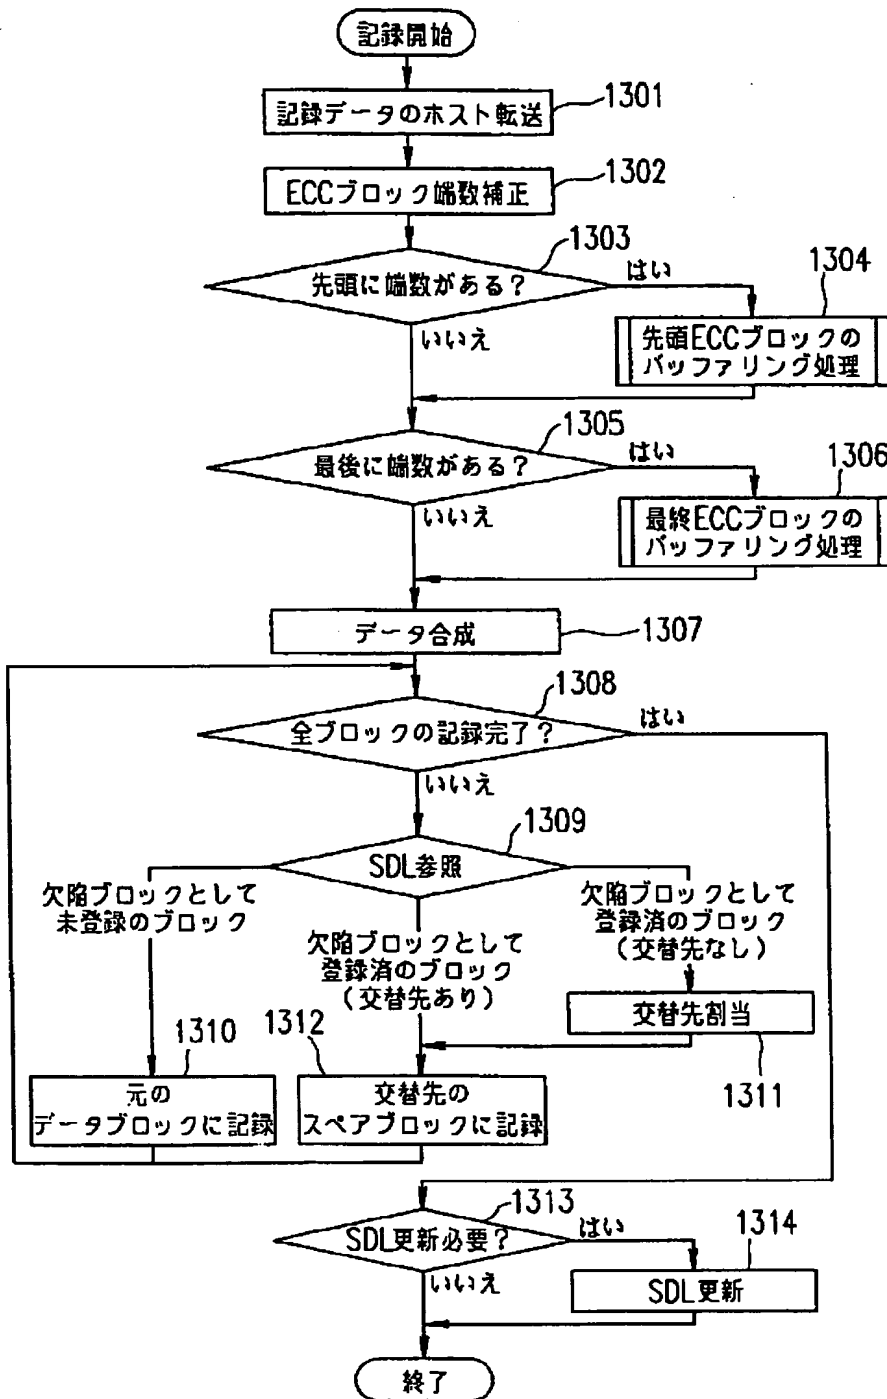 記録開始
1301
記録データのホスト転送
1302
ECCブロック端数補正
1303
先頭に端数がある?
はい
1304
いいえ
先頭ECCブロックの
バッファリング処理
1305
最後に端数がある?
はい
1306
いいえ
最終ECCブロックの
バッファリング処理
データ合成
1307
1308
全ブロックの記録完了?
はい
いいえ
1309
SDL参照
欠陥ブロックとして
未登録のブロック
欠陥ブロックとして
登録済のブロック
(交替先あり)
欠陥ブロックとして
登録済のブロック
(交替先なし)
交替先割当
1311
1310
元の
データブロックに記録
1312
交替先の
スペアブロックに記録
1313
SDL更新必要?
はい
1314
いいえ
SDL更新
終了